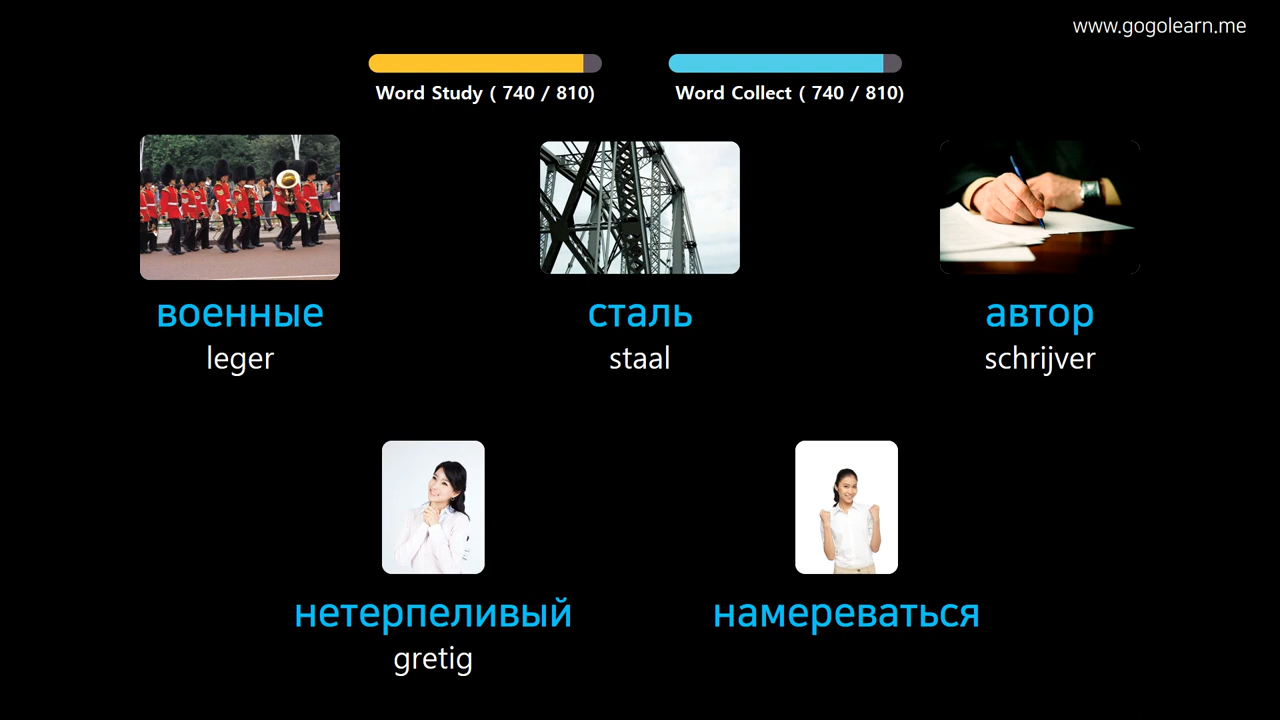 www.gogolearn.me
Word Study ( 740 / 810)
Word Collect ( 740 / 810)
военные
leger
сталь
staal
автор
schrijver
нетерпеливый
gretig
намереваться